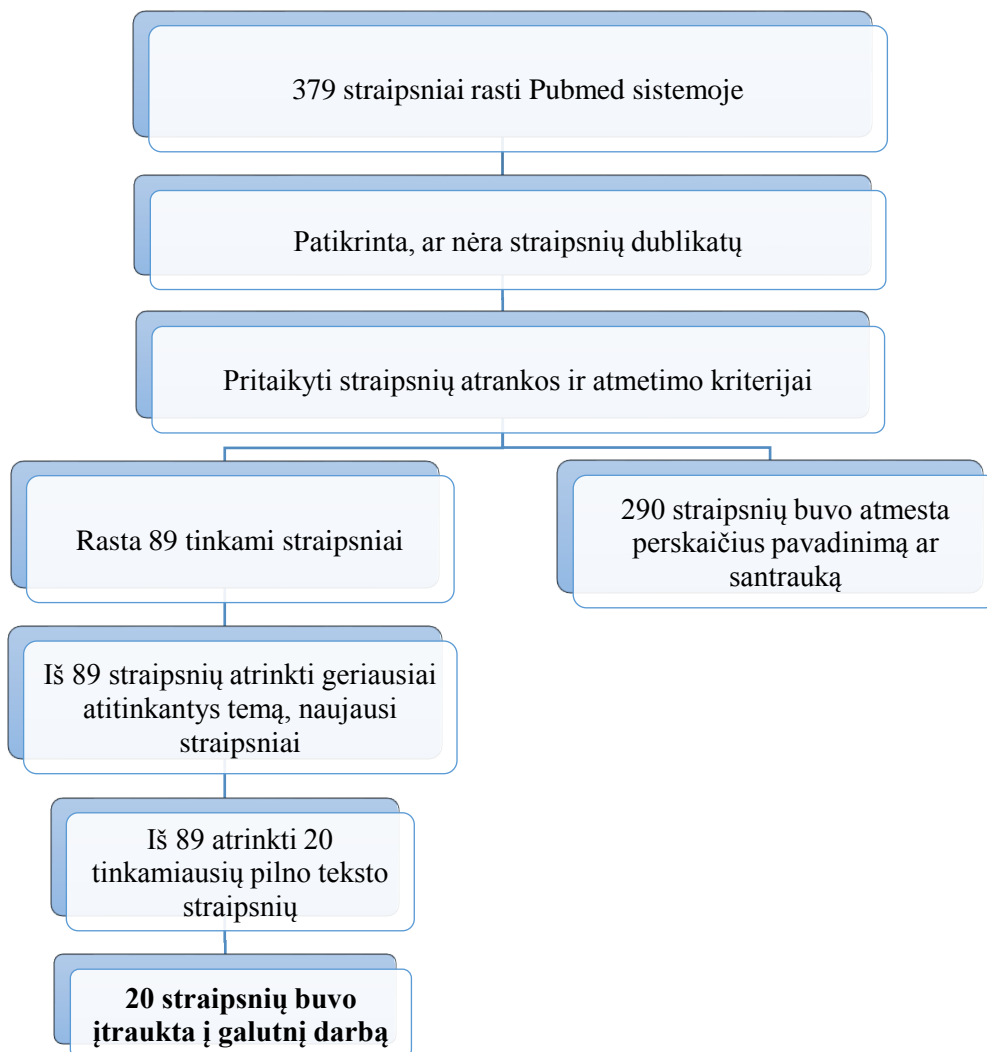 379 straipsniai rasti Pubmed sistemoje
Patikrinta, ar nėra straipsnių dublikatų
Pritaikyti straipsnių atrankos ir atmetimo kriterijai
Rasta 89 tinkami straipsniai
290 straipsnių buvo atmesta
perskaičius pavadinimą ar
santrauką
Iš 89 straipsnių atrinkti geriausiai
atitinkantys temą, naujausi
straipsniai
Iš 89 atrinkti 20
tinkamiausių pilno teksto
straipsnių
20 straipsnių buvo
įtraukta į galutnį darbą